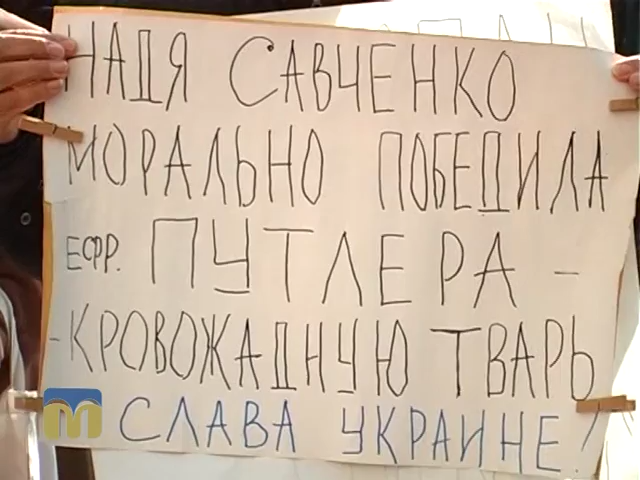 НАДЯ САВЧЕНКО
МОРАЛЬНО ПОБЕДИЛА
ЕФР. ПУТЛЕРА -
- КРОВОЖАДНУЮ ТВАРЬ
СЛАВА УКРАИНЕ!